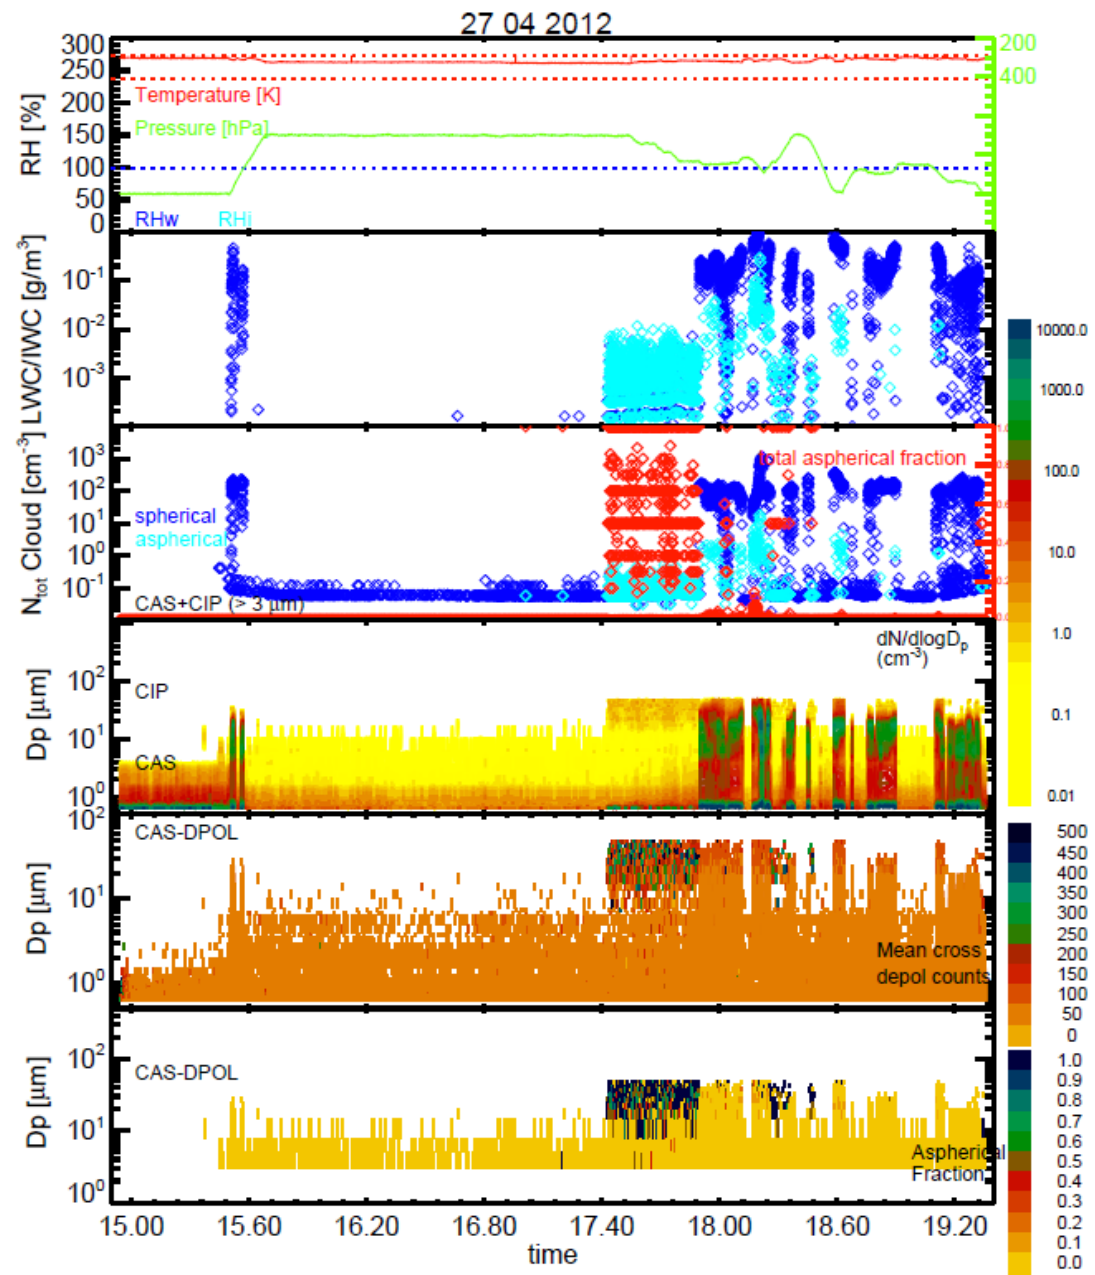 27 04 2012
300
250
200
150
100
50
0
RH [%]
Temperature [K]
Pressure [hPa]
RHw
RHi
200
400
LWC/IWC [g/m³]
10⁻¹
10⁻²
10⁻³
N_tot Cloud [cm⁻³]
10³
10²
10¹
10⁰
10⁻¹
total aspherical fraction
spherical
aspherical
CAS+CIP (> 3 µm)
Dp [µm]
10²
10¹
10⁰
CIP
CAS
dN/dlogD_p
(cm⁻³)
10000.0
1000.0
100.0
10.0
1.0
0.1
0.01
Dp [µm]
10²
10¹
10⁰
CAS-DPOL
Mean cross
depol counts
500
450
400
350
300
250
200
150
100
50
0
Dp [µm]
10²
10¹
10⁰
CAS-DPOL
Aspherical
Fraction
1.0
0.9
0.8
0.7
0.6
0.5
0.4
0.3
0.2
0.1
0.0
15.00 15.60 16.20 16.80 17.40 18.00 18.60 19.20
time